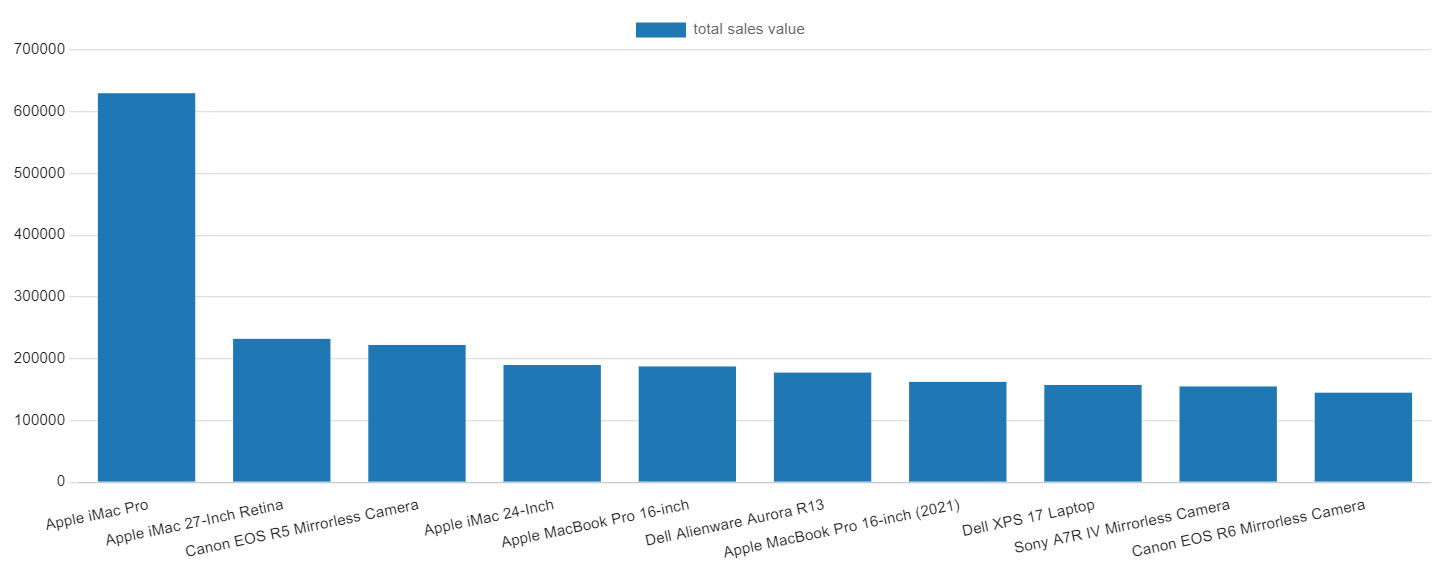 total sales value
700000
600000
500000
400000
300000
200000
100000
0
Apple iMac Pro
Apple iMac 27-Inch Retina
Canon EOS R5 Mirrorless Camera
Apple iMac 24-Inch
Apple MacBook Pro 16-inch
Dell Alienware Aurora R13
Apple MacBook Pro 16-inch (2021)
Dell XPS 17 Laptop
Sony A7R IV Mirrorless Camera
Canon EOS R6 Mirrorless Camera